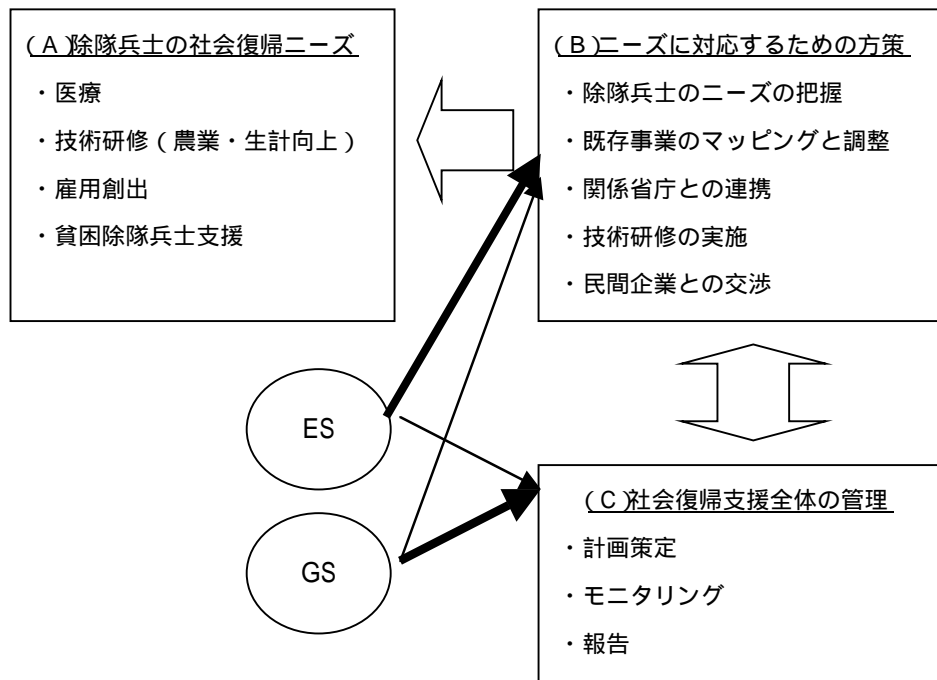 (A)除隊兵士の社会復帰ニーズ
・医療
・技術研修(農業・生計向上)
・雇用創出
・貧困除隊兵士支援
(B)ニーズに対応するための方策
・除隊兵士のニーズの把握
・既存事業のマッピングと調整
・関係省庁との連携
・技術研修の実施
・民間企業との交渉
ES
GS
(C)社会復帰支援全体の管理
・計画策定
・モニタリング
・報告